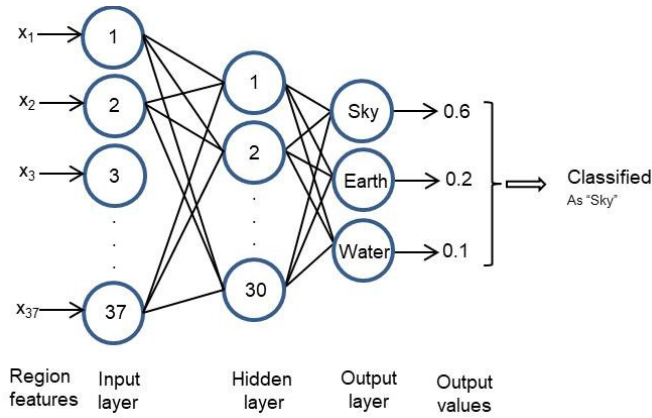 x1
1
x2
2
x3
3
x37
37
1
2
30
Sky
Earth
Water
0.6
0.2
0.1
Classified
As “Sky”
Region
features
Input
layer
Hidden
layer
Output
layer
Output
values